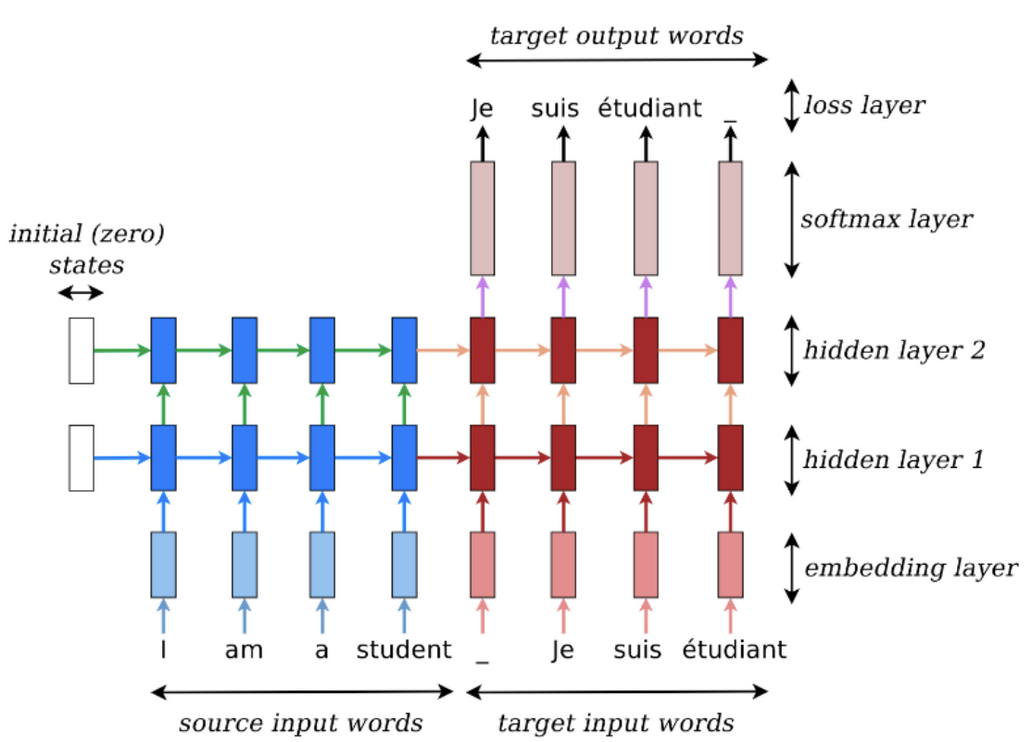 target output words
Je suis étudiant _
loss layer
softmax layer
initial (zero)
states
hidden layer 2
hidden layer 1
embedding layer
I am a student _ Je suis étudiant
source input words
target input words